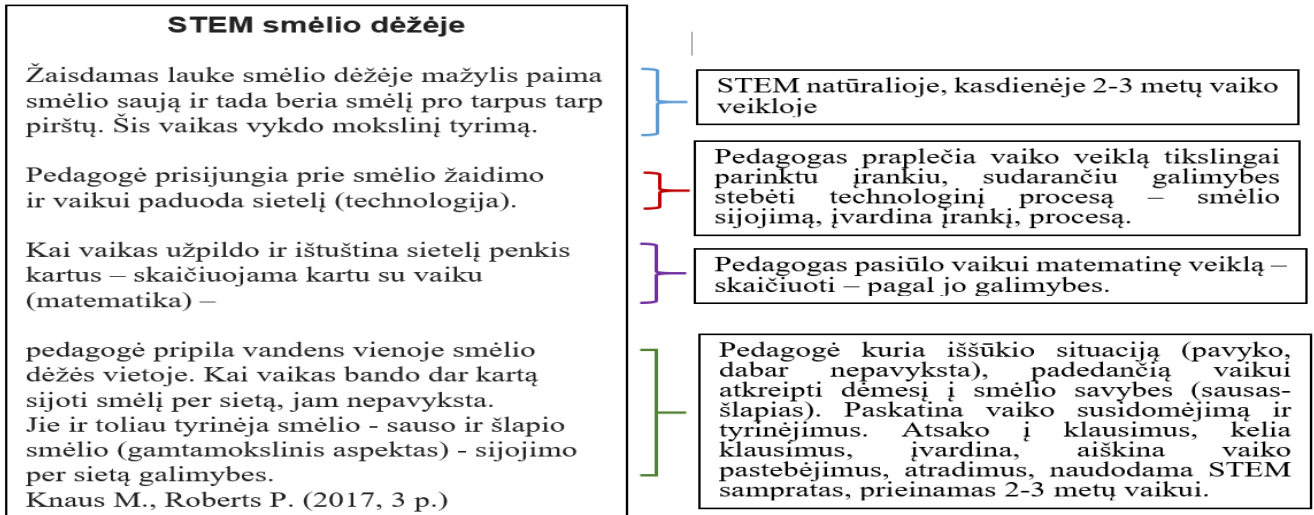 STEM smėlio dėžėje
Žaisdamas lauke smėlio dėžėje mažylis paima
smėlio saują ir tada beria smėlį pro tarpus tarp
pirštų. Šis vaikas vykdo mokslinį tyrimą.
Pedagogė prisijungia prie smėlio žaidimo
ir vaikui paduoda sietelį (technologija).
Kai vaikas užpildo ir ištuština sietelį penkis
kartus – skaičiuojama kartu su vaiku
(matematika) –
pedagogė pripila vandens vienoje smėlio
dėžės vietoje. Kai vaikas bando dar kartą
sijoti smėlį per sietą, jam nepavyksta.
Jie ir toliau tyrinėja smėlio - sauso ir šlapio
smėlio (gamtamokslinis aspektas) - sijojimo
per sietą galimybes.
Knaus M., Roberts P. (2017, 3 p.)
STEM natūralioje, kasdienėje 2-3 metų vaiko
veikloje
Pedagogas praplečia vaiko veiklą tikslingai
parinktu įrankiu, sudarančiu galimybes
stebėti technologinį procesą – smėlio
sijojimą, įvardina įrankį, procesą.
Pedagogas pasiūlo vaikui matematinę veiklą –
skaičiuoti – pagal jo galimybes.
Pedagogė kuria iššūkio situaciją (pavyko,
dabar nepavyksta), padedančią vaikui
atkreipti dėmesį į smėlio savybes (sausas-
šlapias). Paskatina vaiko susidomėjimą ir
tyrinėjimus. Atsako į klausimus, kelia
klausimus, įvardina, aiškina vaiko
pastebėjimus, atradimus, naudodama STEM
sampratas, prieinamas 2-3 metų vaikui.